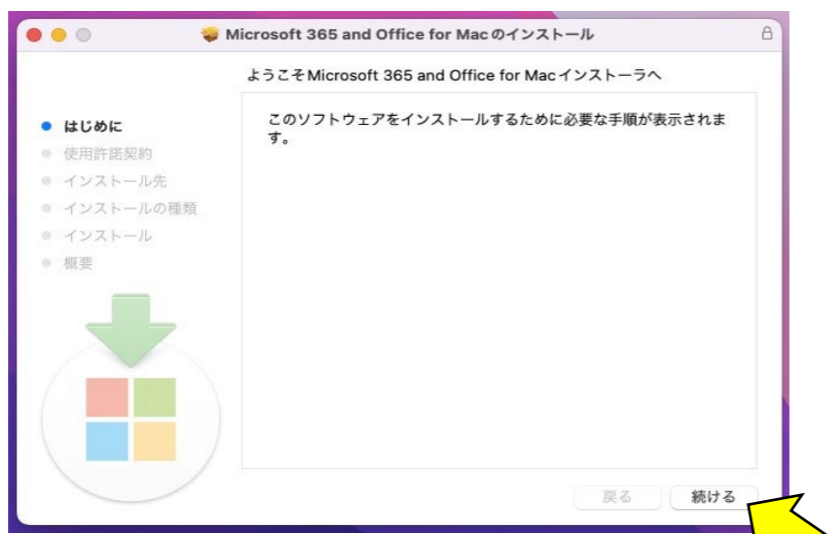 Microsoft 365 and Office for Macのインストール
ようこそMicrosoft 365 and Office for Macインストーラへ
はじめに
使用許諾契約
インストール先
インストールの種類
インストール
概要
このソフトウェアをインストールするために必要な手順が表示されま
す。
戻る
続ける